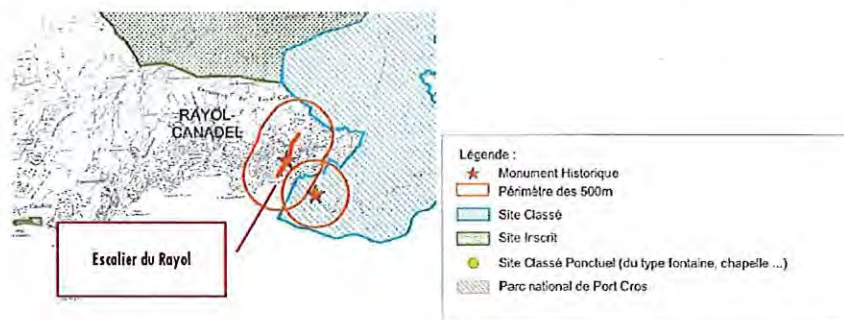 RAYOL-
CANADEL
Escalier du Rayol
Légende :
Monument Historique
Périmètre des 500m
Site Classé
Site Inscrit
Site Classé Ponctuel (du type fontaine, chapelle ...)
Parc national de Port Cros